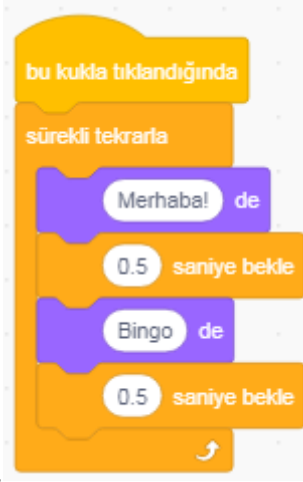 bu kukla tıklandığında
sürekli tekrarla
Merhaba! de
0.5 saniye bekle
Bingo de
0.5 saniye bekle